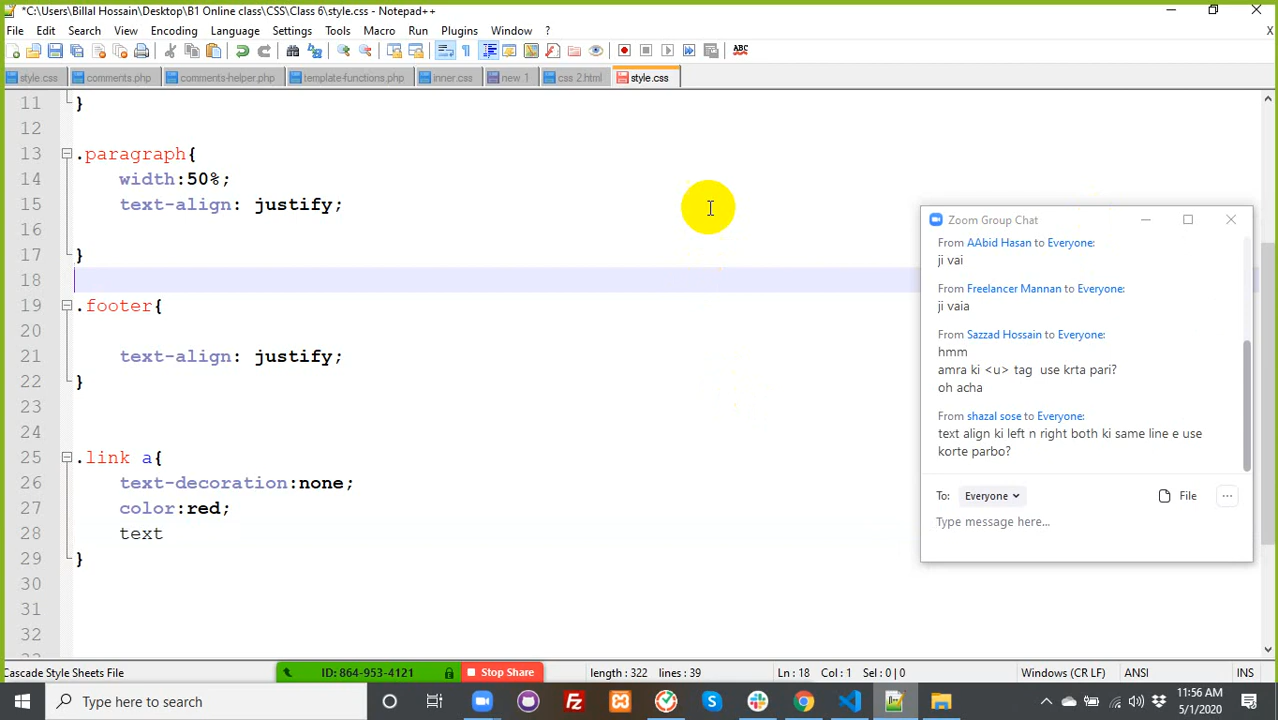 *C:\Users\Billal Hossain\Desktop\B1 Online class\CSS\Class 6\style.css - Notepad++
File Edit Search View Encoding Language Settings Tools Macro Run Plugins Window ? X
style.css comments.php comments-helper.php template-functions.php inner.css new 1 css 2.html style.css
11 }
12
13 .paragraph{
14 width:50%;
15 text-align: justify;
16
17 }
18
19 .footer{
20
21 text-align: justify;
22 }
23
24
25 .link a{
26 text-decoration:none;
27 color:red;
28 text
29 }
30
31
32
Zoom Group Chat
From AAbid Hasan to Everyone:
ji vai
From Freelancer Mannan to Everyone:
ji vaia
From Sazzad Hossain to Everyone:
hmm
amra ki <u> tag use krta pari?
oh acha
From shazal sose to Everyone:
text align ki left n right both ki same line e use
korte parbo?
To: Everyone File
Type message here...
Cascade Style Sheets File ID: 864-953-4121 Stop Share length : 322 lines : 39 Ln : 18 Col : 1 Sel : 0 | 0 Windows (CR LF) ANSI INS
Type here to search
11:56 AM
5/1/2020